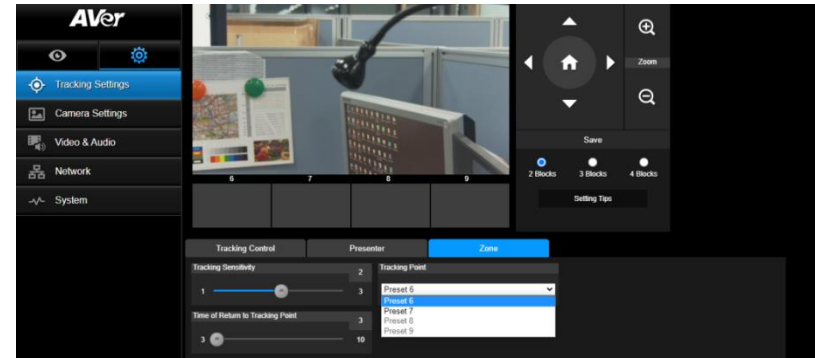 AVer
Tracking Settings
Camera Settings
Video & Audio
Network
System
6 7 8 9
Zoom
Save
2 Blocks 3 Blocks 4 Blocks
Setting Tips
Tracking Control Presenter Zone
Tracking Sensitivity 2
1 3
Time of Return to Tracking Point 3
3 10
Tracking Point
Preset 6
Preset 6
Preset 7
Preset 8
Preset 9